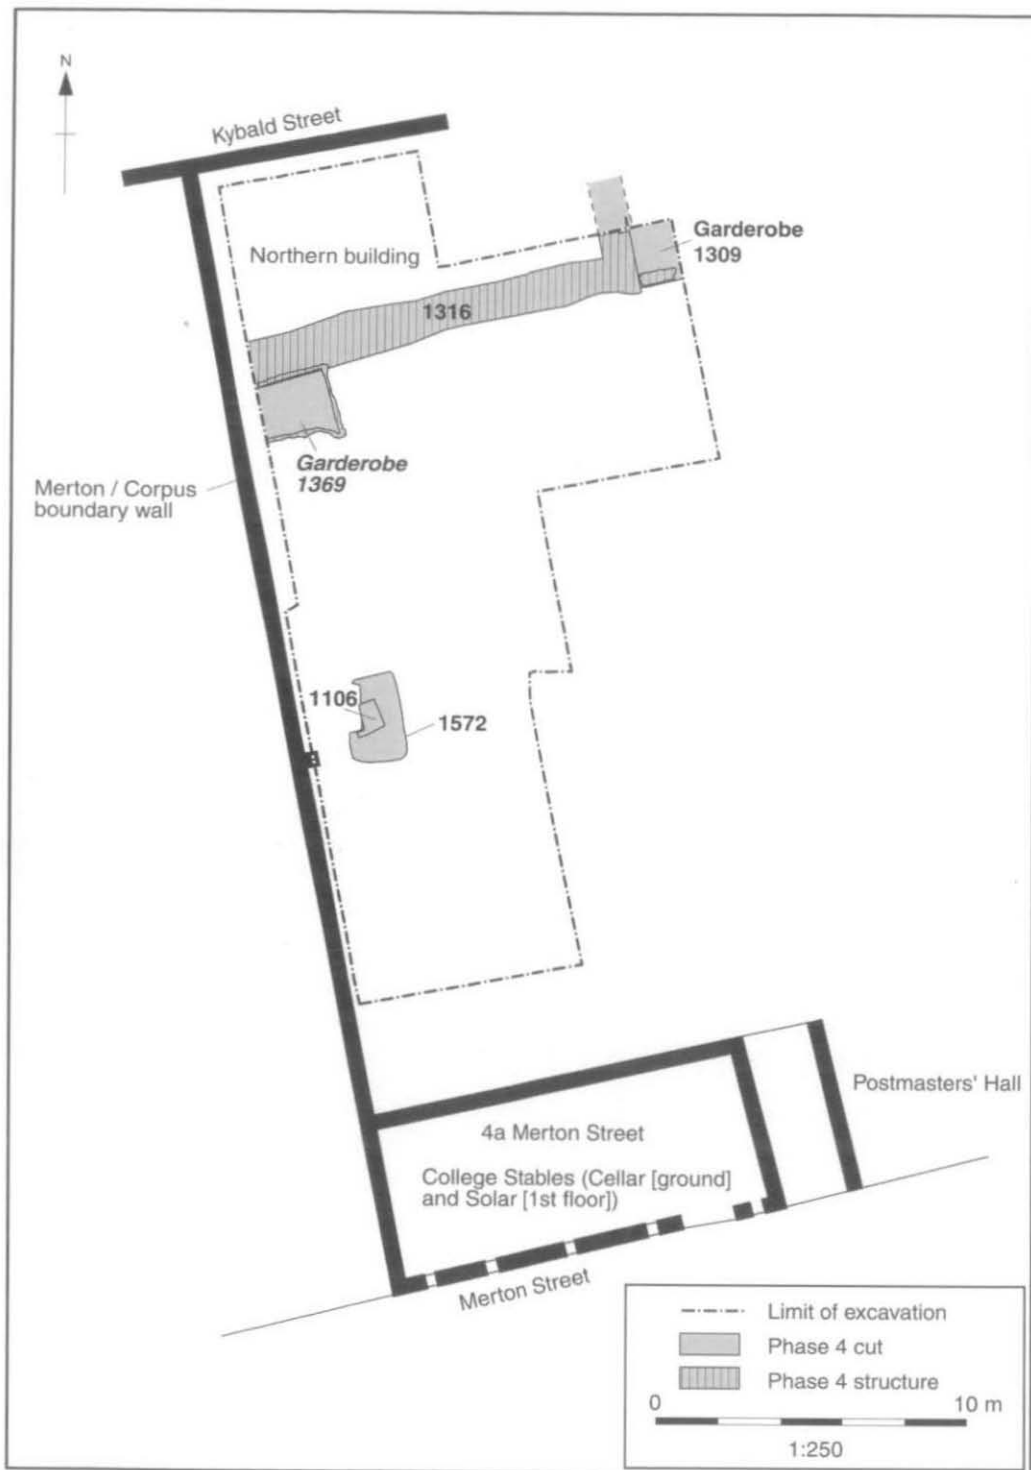 N
Kybald Street
Northern building
Garderobe
1309
1316
Garderobe
1369
Merton / Corpus
boundary wall
1106
1572
Postmasters' Hall
4a Merton Street
College Stables (Cellar [ground]
and Solar [1st floor])
Merton Street
Limit of excavation
Phase 4 cut
Phase 4 structure
0 10 m
1:250